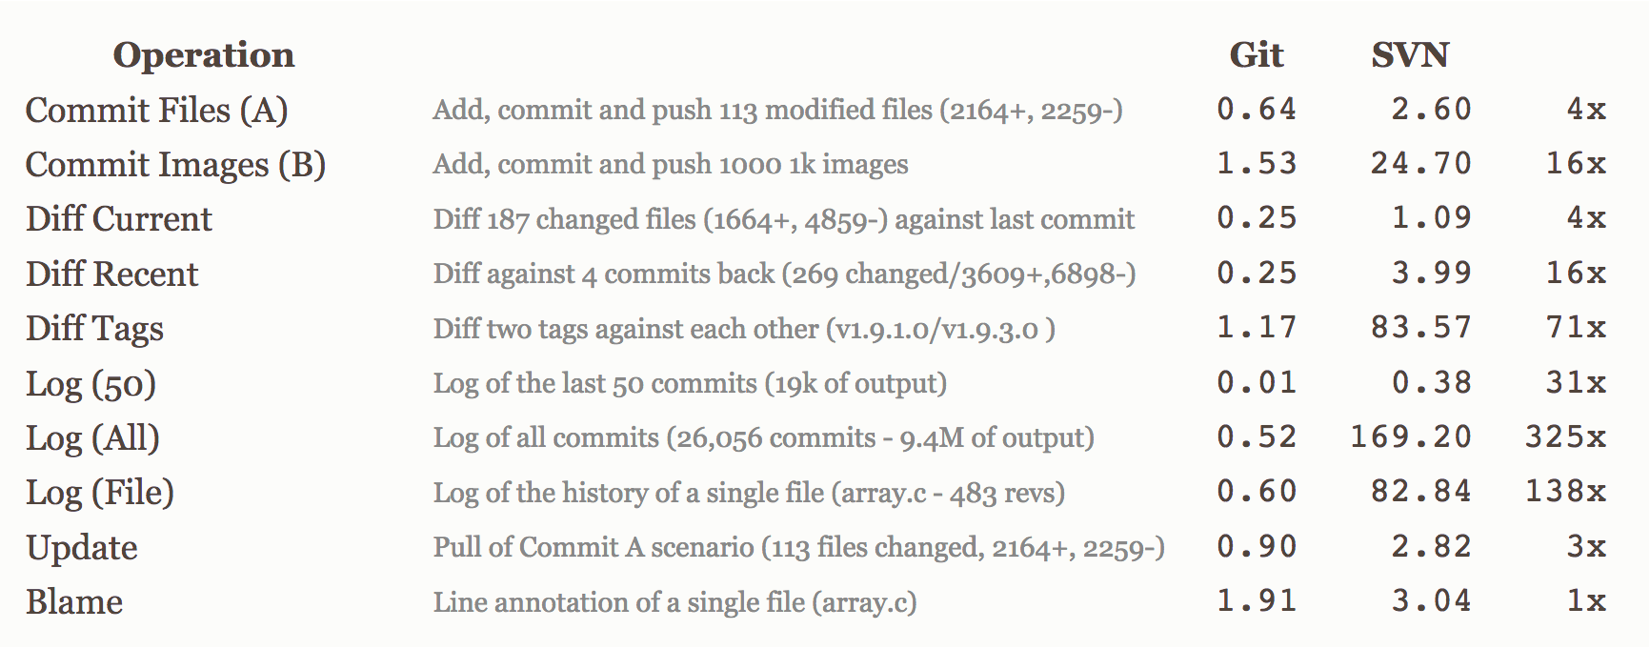 Operation Git SVN
Commit Files (A) Add, commit and push 113 modified files (2164+, 2259-) 0.64 2.60 4x
Commit Images (B) Add, commit and push 1000 1k images 1.53 24.70 16x
Diff Current Diff 187 changed files (1664+, 4859-) against last commit 0.25 1.09 4x
Diff Recent Diff against 4 commits back (269 changed/3609+,6898-) 0.25 3.99 16x
Diff Tags Diff two tags against each other (v1.9.1.0/v1.9.3.0 ) 1.17 83.57 71x
Log (50) Log of the last 50 commits (19k of output) 0.01 0.38 31x
Log (All) Log of all commits (26,056 commits - 9.4M of output) 0.52 169.20 325x
Log (File) Log of the history of a single file (array.c - 483 revs) 0.60 82.84 138x
Update Pull of Commit A scenario (113 files changed, 2164+, 2259-) 0.90 2.82 3x
Blame Line annotation of a single file (array.c) 1.91 3.04 1x